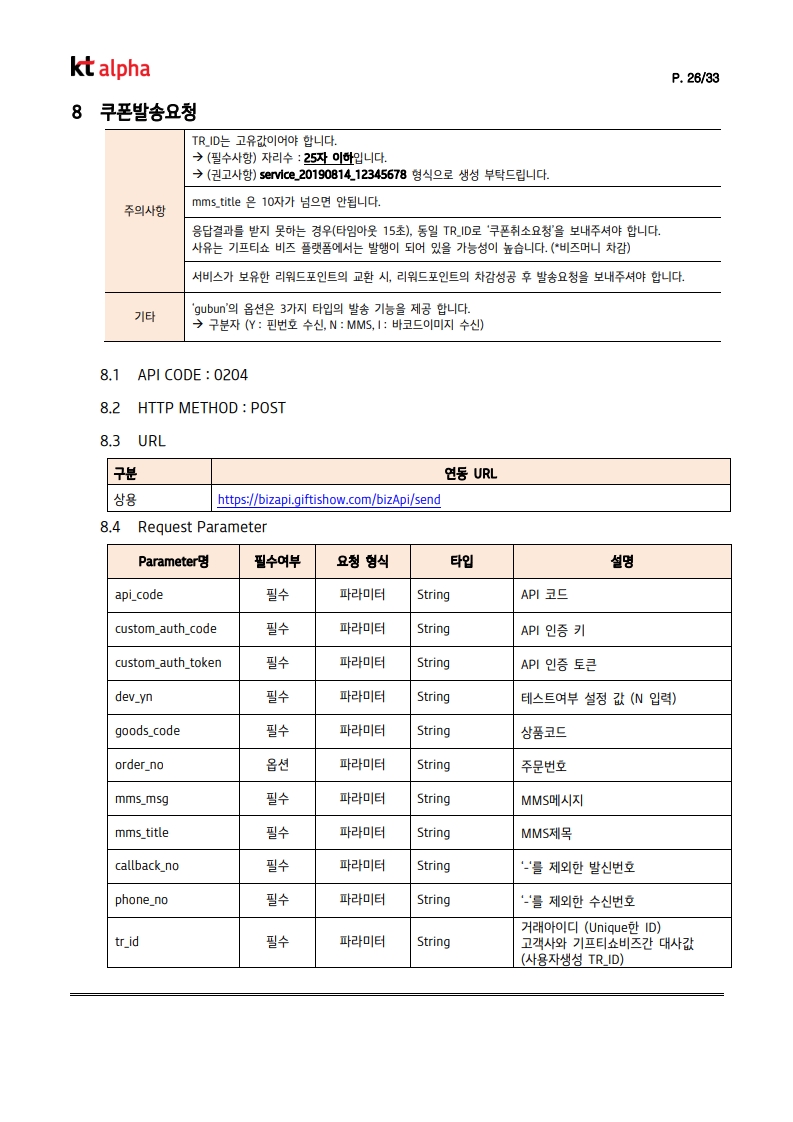 kt alpha
P. 26/33
8 쿠폰발송요청
주의사항
TR_ID는 고유값이어야 합니다.
→ (필수사항) 자리수 : 25자 이하입니다.
→ (권고사항) service_20190814_12345678 형식으로 생성 부탁드립니다.
mms_title 은 10자가 넘으면 안됩니다.
응답결과를 받지 못하는 경우(타임아웃 15초), 동일 TR_ID로 '쿠폰취소요청'을 보내주셔야 합니다.
사유는 기프티쇼 비즈 플랫폼에서는 발행이 되어 있을 가능성이 높습니다. (*비즈머니 차감)
서비스가 보유한 리워드포인트의 교환 시, 리워드포인트의 차감성공 후 발송요청을 보내주셔야 합니다.
기타
'gubun'의 옵션은 3가지 타입의 발송 기능을 제공 합니다.
→ 구분자 (Y : 핀번호 수신, N : MMS, I : 바코드이미지 수신)
8.1 API CODE : 0204
8.2 HTTP METHOD : POST
8.3 URL
구분 연동 URL
상용 https://bizapi.giftishow.com/bizApi/send
8.4 Request Parameter
Parameter명 필수여부 요청 형식 타입 설명
api_code 필수 파라미터 String API 코드
custom_auth_code 필수 파라미터 String API 인증 키
custom_auth_token 필수 파라미터 String API 인증 토큰
dev_yn 필수 파라미터 String 테스트여부 설정 값 (N 입력)
goods_code 필수 파라미터 String 상품코드
order_no 옵션 파라미터 String 주문번호
mms_msg 필수 파라미터 String MMS메시지
mms_title 필수 파라미터 String MMS제목
callback_no 필수 파라미터 String '-'를 제외한 발신번호
phone_no 필수 파라미터 String '-'를 제외한 수신번호
tr_id 필수 파라미터 String 거래아이디 (Unique한 ID)
고객사와 기프티쇼비즈간 대사값
(사용자생성 TR_ID)